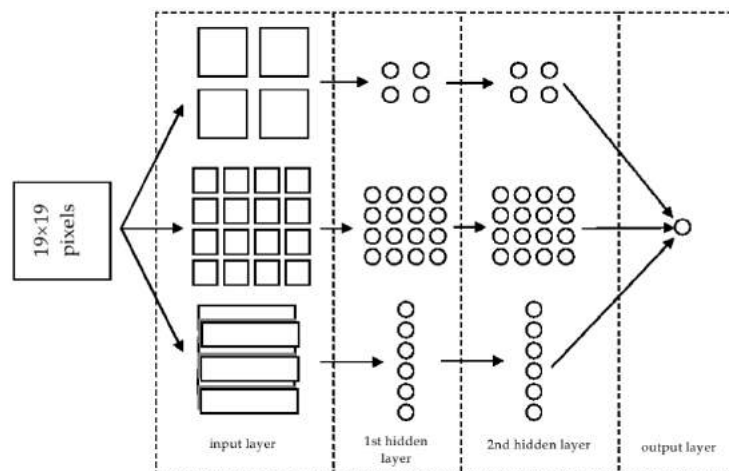 19×19
pixels
input layer
1st hidden
layer
2nd hidden layer
output layer